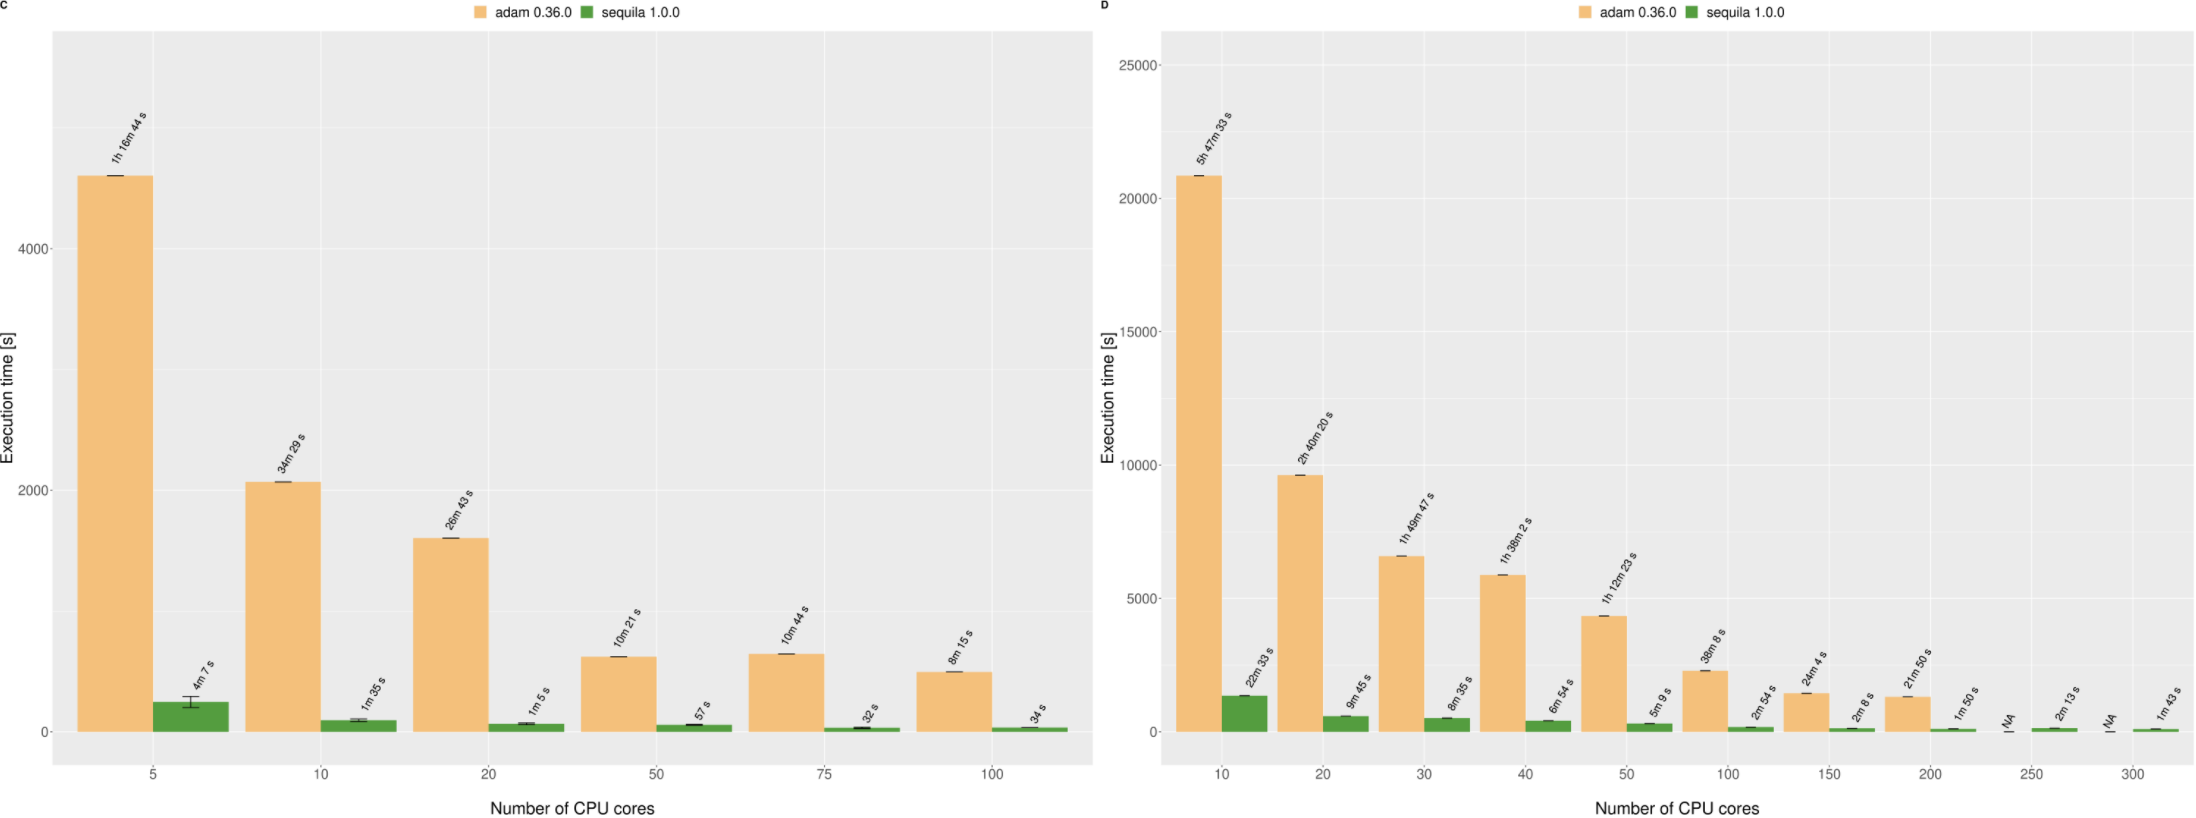 C
adam 0.36.0 sequila 1.0.0
Execution time [s]
4000
2000
0
1h 16m 44 s
4m 7 s
34m 29 s
1m 35 s
26m 43 s
1m 5 s
10m 21 s
57 s
10m 44 s
32 s
8m 15 s
34 s
5 10 20 50 75 100
Number of CPU cores
D
adam 0.36.0 sequila 1.0.0
Execution time [s]
25000
20000
15000
10000
5000
0
5h 47m 33 s
22m 33 s
2h 40m 20 s
9m 45 s
1h 49m 47 s
8m 35 s
1h 38m 2 s
6m 54 s
1h 12m 23 s
5m 9 s
38m 8 s
2m 54 s
24m 4 s
2m 8 s
21m 50 s
1m 50 s
NA
2m 13 s
NA
1m 43 s
10 20 30 40 50 100 150 200 250 300
Number of CPU cores